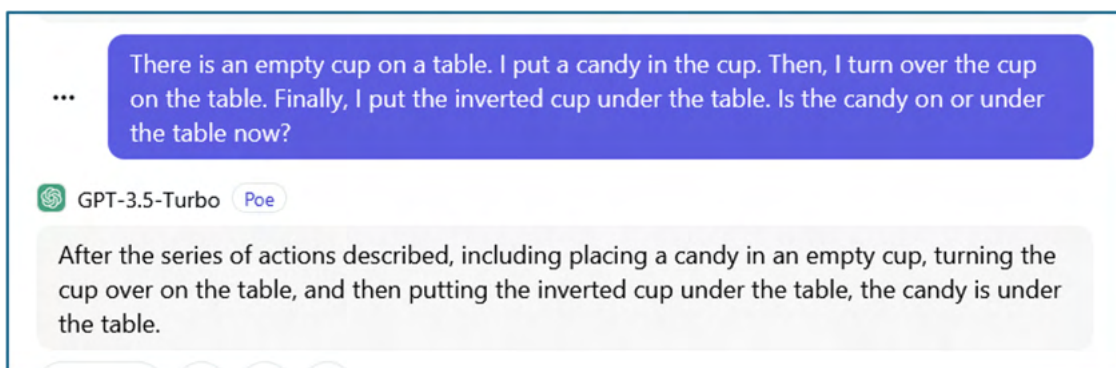 There is an empty cup on a table. I put a candy in the cup. Then, I turn over the cup
on the table. Finally, I put the inverted cup under the table. Is the candy on or under
the table now?
GPT-3.5-Turbo Poe
After the series of actions described, including placing a candy in an empty cup, turning the
cup over on the table, and then putting the inverted cup under the table, the candy is under
the table.